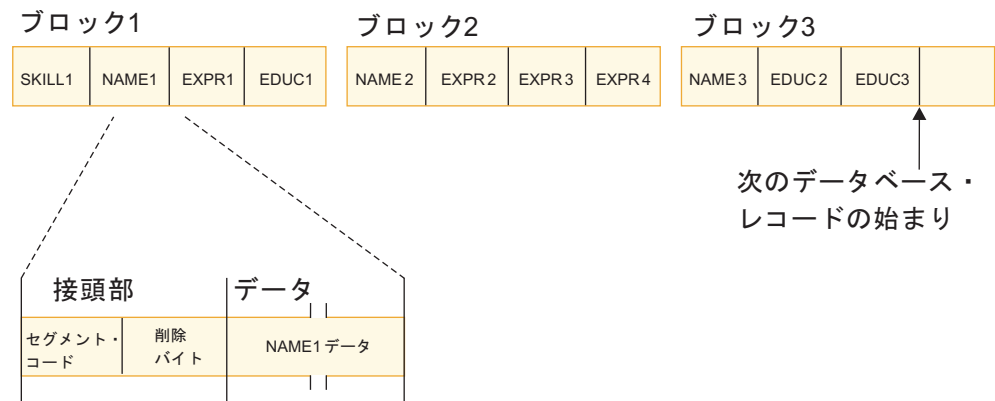 ブロック1 ブロック2 ブロック3
SKILL1 NAME1 EXPR1 EDUC1 NAME2 EXPR2 EXPR3 EXPR4 NAME3 EDUC2 EDUC3
次のデータベース・
レコードの始まり
接頭部 データ
セグメント・
コード
削除
バイト
NAME1データ